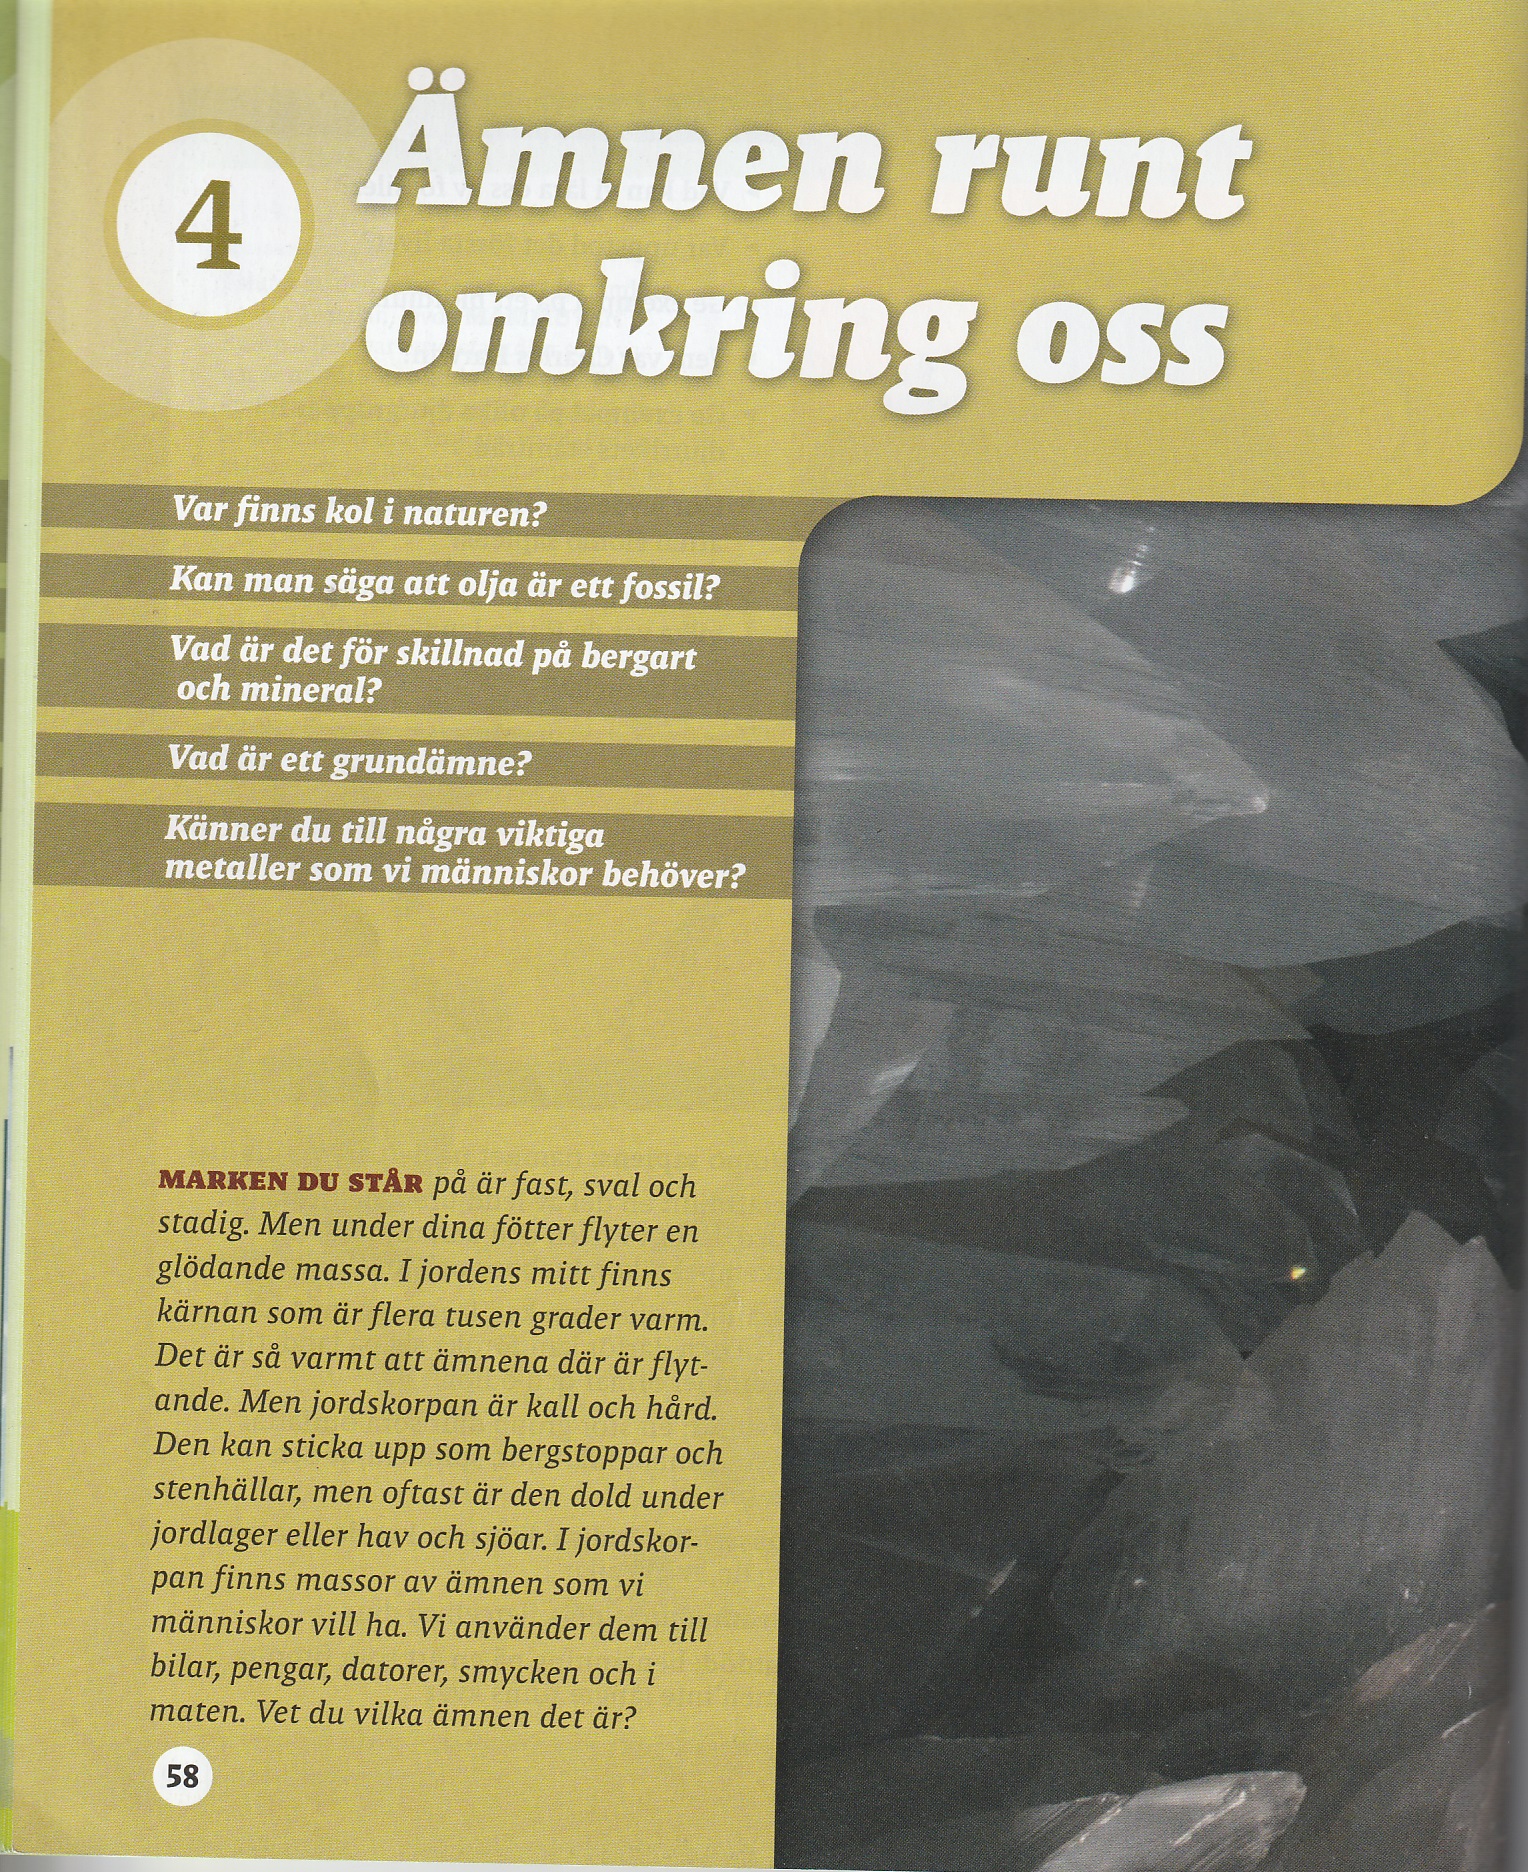 4
Ämnen runt
omkring oss
Var finns kol i naturen?
Kan man säga att olja är ett fossil?
Vad är det för skillnad på bergart
och mineral?
Vad är ett grundämne?
Känner du till några viktiga
metaller som vi människor behöver?
MARKEN DU STÅR på är fast, sval och
stadig. Men under dina fötter flyter en
glödande massa. I jordens mitt finns
kärnan som är flera tusen grader varm.
Det är så varmt att ämnena där är flyt-
ande. Men jordskorpan är kall och hård.
Den kan sticka upp som bergstoppar och
stenhällar, men oftast är den dold under
jordlager eller hav och sjöar. I jordskor-
pan finns massor av ämnen som vi
människor vill ha. Vi använder dem till
bilar, pengar, datorer, smycken och i
maten. Vet du vilka ämnen det är?
58